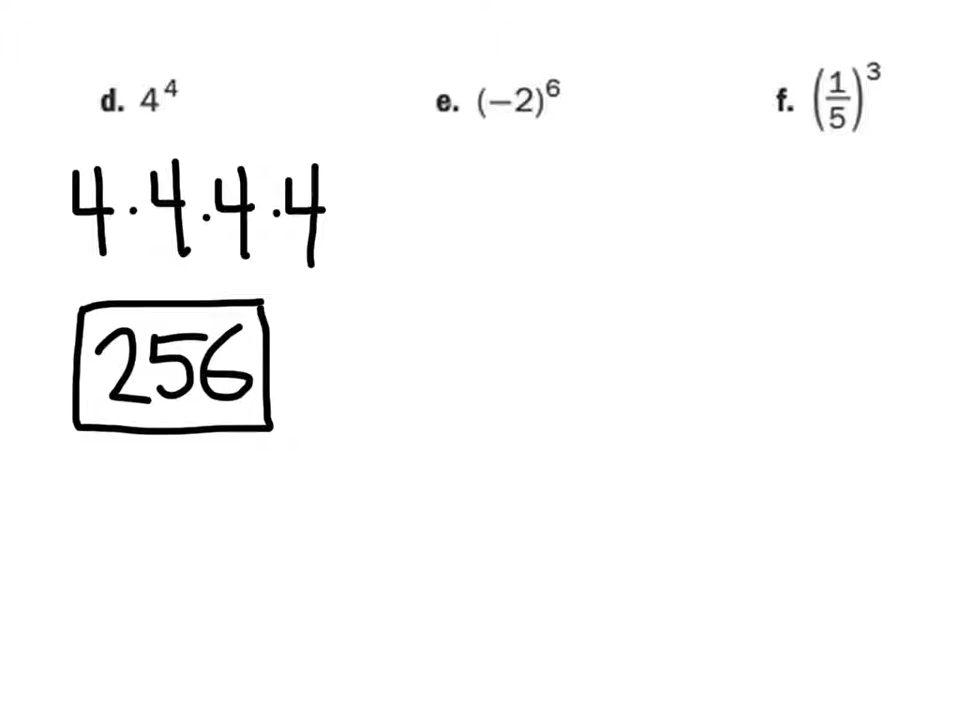 d. 4⁴
e. (−2)⁶
f. (1/5)³
4 · 4 · 4 · 4
256